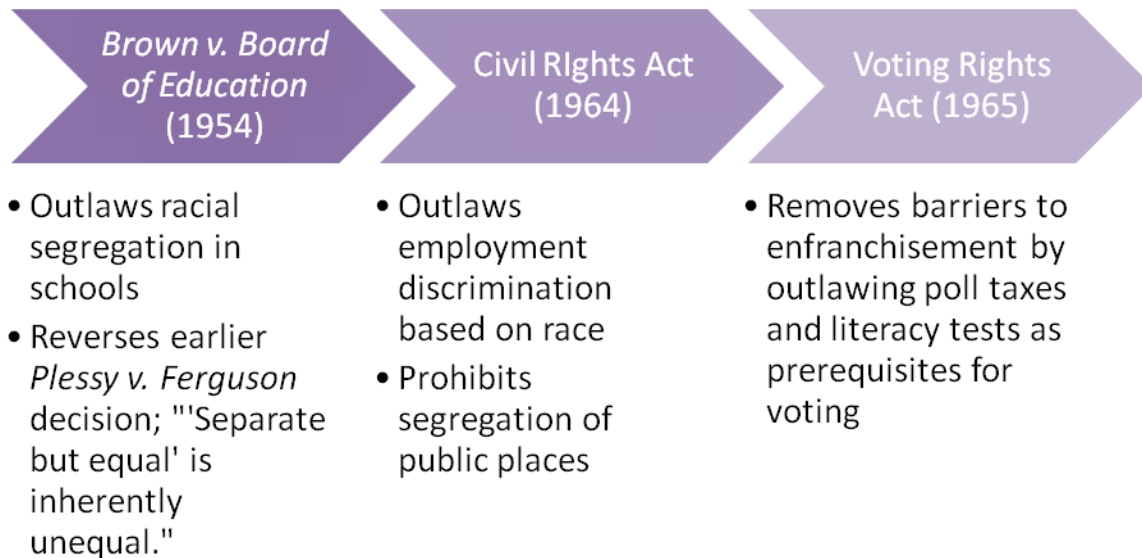 Brown v. Board
of Education
(1954)
• Outlaws racial
segregation in
schools
• Reverses earlier
Plessy v. Ferguson
decision; "'Separate
but equal' is
inherently
unequal."
Civil RIghts Act
(1964)
• Outlaws
employment
discrimination
based on race
• Prohibits
segregation of
public places
Voting Rights
Act (1965)
• Removes barriers to
enfranchisement by
outlawing poll taxes
and literacy tests as
prerequisites for
voting